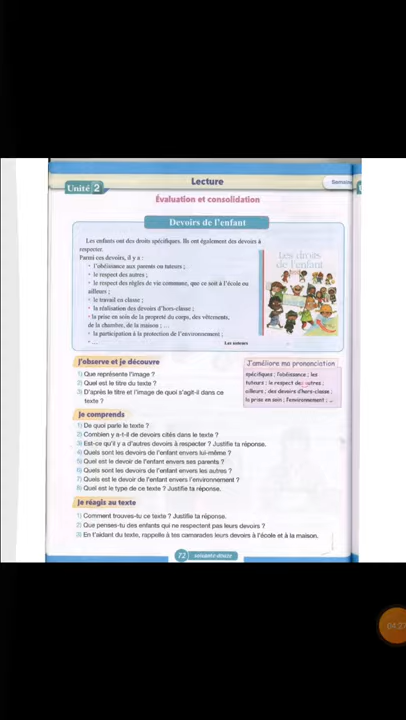 Unité 2
Lecture
Semaine
Évaluation et consolidation
Devoirs de l'enfant
Les enfants ont des droits spécifiques. Ils ont également des devoirs à
respecter.
Parmi ces devoirs, il y a :
• l'obéissance aux parents ou tuteurs ;
• le respect des autres ;
• le respect des règles de vie commune, que ce soit à l'école ou
ailleurs ;
• le travail en classe ;
• la réalisation des devoirs d'hors-classe ;
• la prise en soin de la propreté du corps, des vêtements,
de la chambre, de la maison ; ...
• la participation à la protection de l'environnement ;
• ...
Les auteurs
Les droits
de l'enfant
J'observe et je découvre
1) Que représente l'image ?
2) Quel est le titre du texte ?
3) D'après le titre et l'image de quoi s'agit-il dans ce
texte ?
J'améliore ma prononciation
spécifiques ; l'obéissance ; les
tuteurs ; le respect des autres ;
ailleurs ; des devoirs d'hors-classe ;
la prise en soin ; l'environnement ; ...
Je comprends
1) De quoi parle le texte ?
2) Combien y a-t-il de devoirs cités dans le texte ?
3) Est-ce qu'il y a d'autres devoirs à respecter ? Justifie ta réponse.
4) Quels sont les devoirs de l'enfant envers lui-même ?
5) Quel est le devoir de l'enfant envers ses parents ?
6) Quels sont les devoirs de l'enfant envers les autres ?
7) Quels est le devoir de l'enfant envers l'environnement ?
8) Quel est le type de ce texte ? Justifie ta réponse.
Je réagis au texte
1) Comment trouves-tu ce texte ? Justifie ta réponse.
2) Que penses-tu des enfants qui ne respectent pas leurs devoirs ?
3) En t'aidant du texte, rappelle à tes camarades leurs devoirs à l'école et à la maison.
72 soixante-douze
04:27